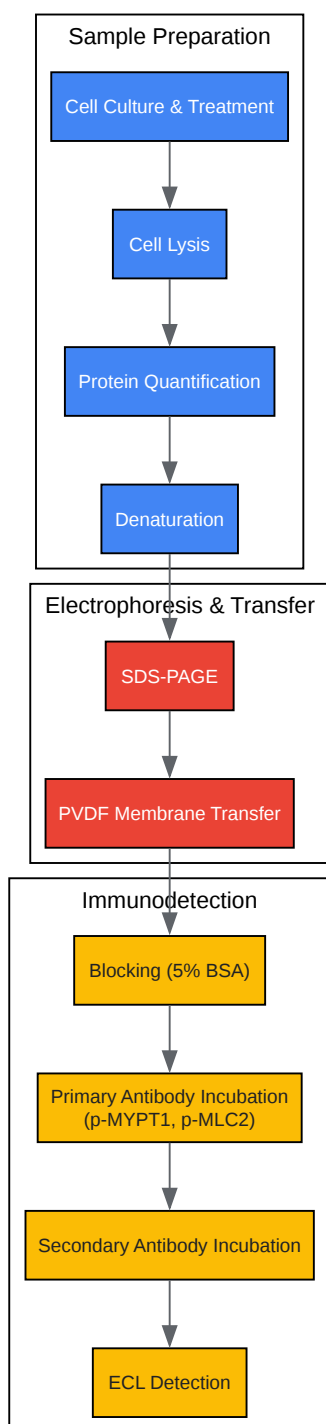 Sample Preparation
Cell Culture & Treatment
Cell Lysis
Protein Quantification
Denaturation
Electrophoresis & Transfer
SDS-PAGE
PVDF Membrane Transfer
Immunodetection
Blocking (5% BSA)
Primary Antibody Incubation
(p-MYPT1, p-MLC2)
Secondary Antibody Incubation
ECL Detection